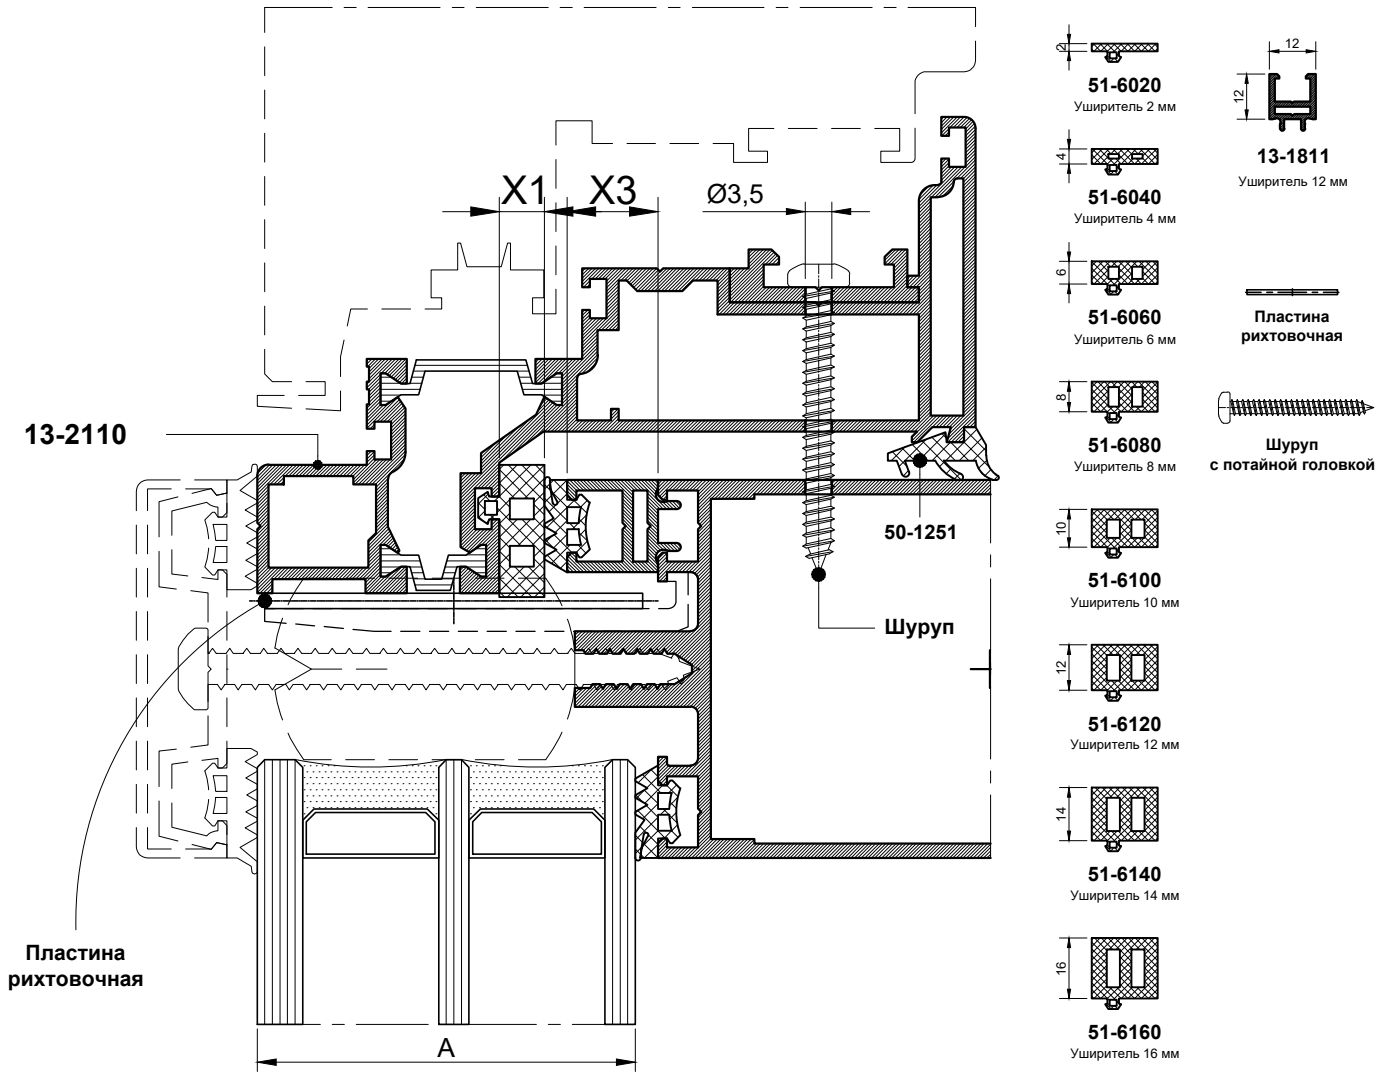 X1
X3
Ø3,5
13-2110
50-1251
Шуруп
Пластина
рихтовочная
A
2
51-6020
Уширитель 2 мм
4
51-6040
Уширитель 4 мм
6
51-6060
Уширитель 6 мм
8
51-6080
Уширитель 8 мм
10
51-6100
Уширитель 10 мм
12
51-6120
Уширитель 12 мм
14
51-6140
Уширитель 14 мм
16
51-6160
Уширитель 16 мм
12
12
13-1811
Уширитель 12 мм
Пластина
рихтовочная
Шуруп
с потайной головкой